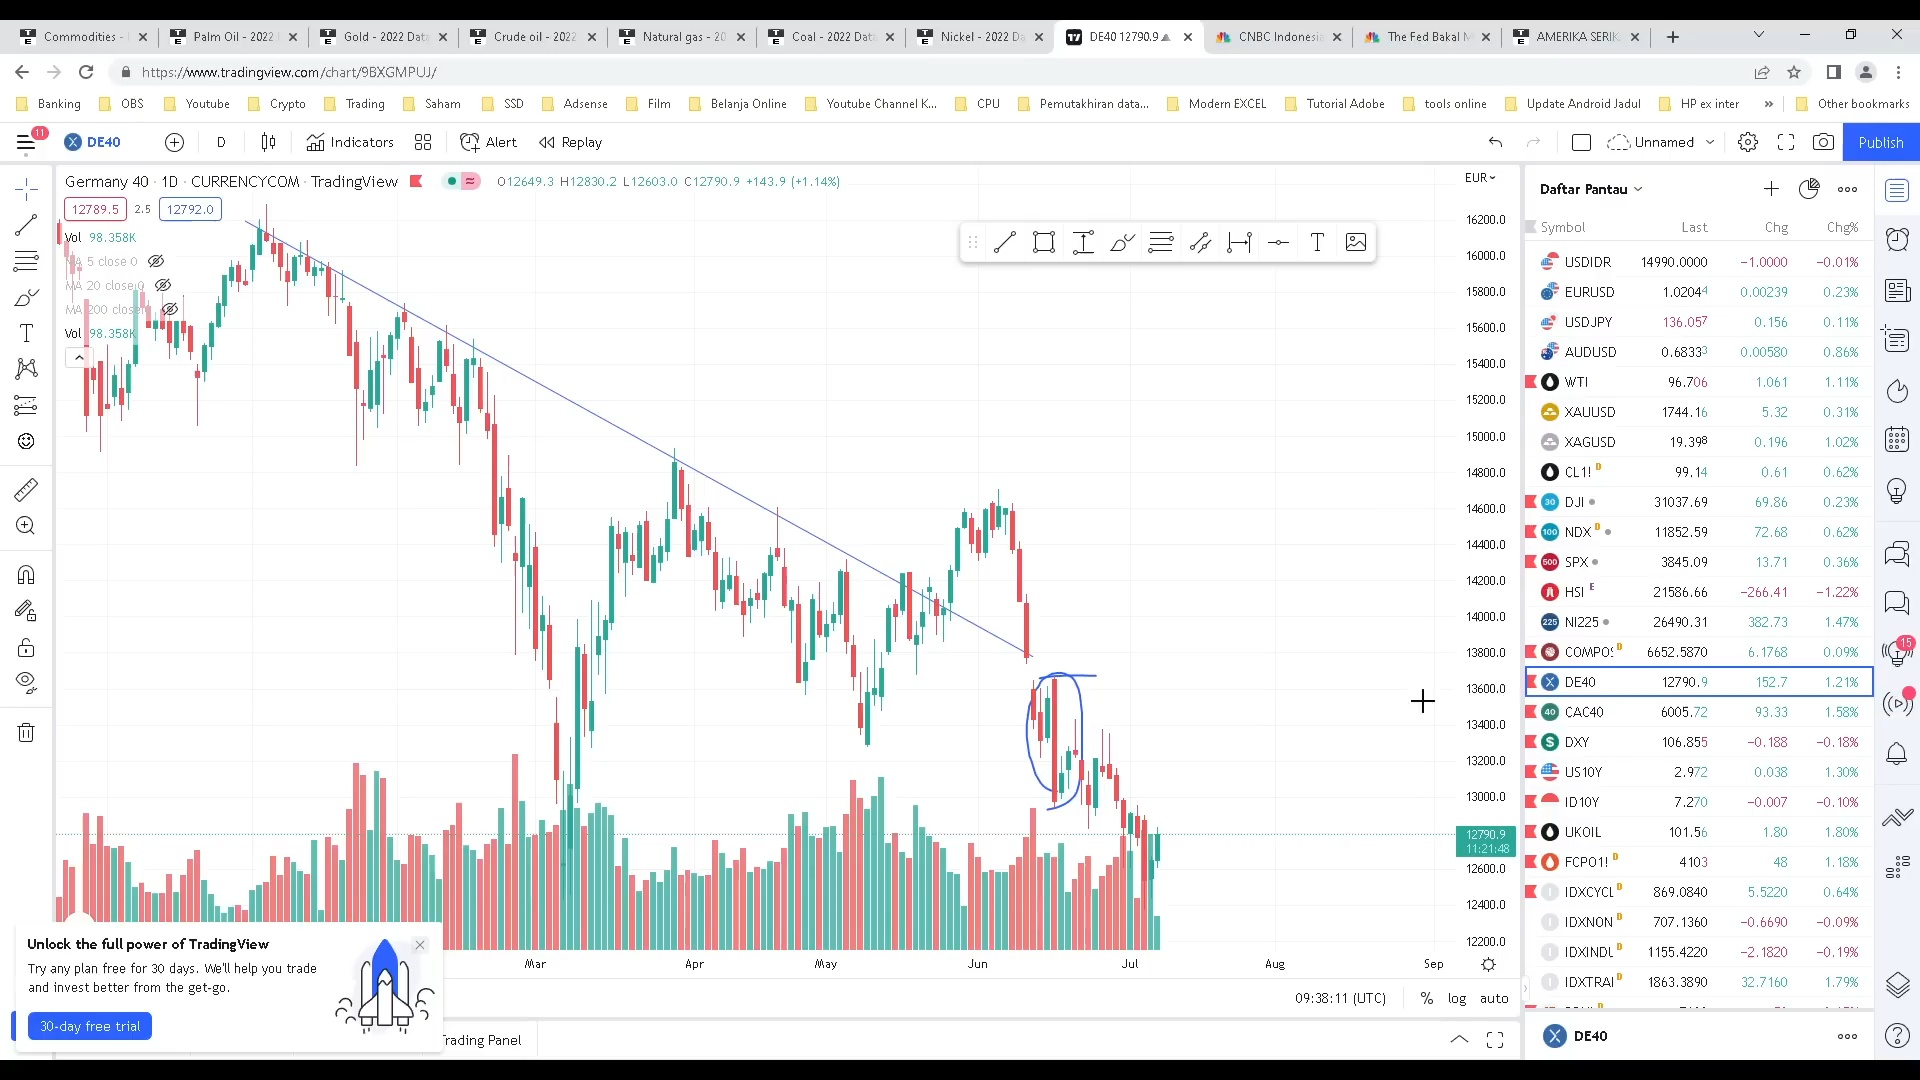 Commodities -
Palm Oil - 2022
Gold - 2022 Dat
Crude oil - 2022
Natural gas - 20
Coal - 2022 Dat
Nickel - 2022 Da
DE40 12790.9 ▲
CNBC Indonesia
The Fed Bakal M
AMERIKA SERIK
https://www.tradingview.com/chart/9BXGMPUJ/
Banking OBS Youtube Crypto Trading Saham SSD Adsense Film Belanja Online Youtube Channel K... CPU Pemutakhiran data... Modern EXCEL Tutorial Adobe tools online Update Android Jadul HP ex inter » Other bookmarks
11 DE40 D Indicators Alert Replay Unnamed Publish
Germany 40 · 1D · CURRENCYCOM · TradingView O12649.3 H12830.2 L12603.0 C12790.9 +143.9 (+1.14%)
12789.5 2.5 12792.0
Vol 98.358K
MA 5 close 0
MA 20 close 0
MA 200 close
Vol 98.358K
EUR
16200.0
16000.0
15800.0
15600.0
15400.0
15200.0
15000.0
14800.0
14600.0
14400.0
14200.0
14000.0
13800.0
13600.0
13400.0
13200.0
13000.0
12790.9
11:21:48
12600.0
12400.0
12200.0
Mar Apr May Jun Jul Aug Sep
09:38:11 (UTC) % log auto
Unlock the full power of TradingView
Try any plan free for 30 days. We'll help you trade
and invest better from the get-go.
30-day free trial
Trading Panel
Daftar Pantau
Symbol Last Chg Chg%
USDIDR 14990.0000 −1.0000 −0.01%
EURUSD 1.02044 0.00239 0.23%
USDJPY 136.057 0.156 0.11%
AUDUSD 0.68333 0.00580 0.86%
WTI 96.706 1.061 1.11%
XAUUSD 1744.16 5.32 0.31%
XAGUSD 19.398 0.196 1.02%
CL1! D 99.14 0.61 0.62%
30 DJI 31037.69 69.86 0.23%
100 NDX D 11852.59 72.68 0.62%
500 SPX 3845.09 13.71 0.36%
HSI E 21586.66 −266.41 −1.22%
225 NI225 26490.31 382.73 1.47%
COMPOS D 6652.5870 6.1768 0.09%
X DE40 12790.9 152.7 1.21%
40 CAC40 6005.72 93.33 1.58%
$ DXY 106.855 −0.188 −0.18%
US10Y 2.972 0.038 1.30%
ID10Y 7.270 −0.007 −0.10%
UKOIL 101.56 1.80 1.80%
FCPO1! D 4103 48 1.18%
I IDXCYCL D 869.0840 5.5220 0.64%
I IDXNON D 707.1360 −0.6690 −0.09%
I IDXINDU D 1155.4220 −2.1820 −0.19%
I IDXTRAN D 1863.3890 32.7160 1.79%
X DE40
15